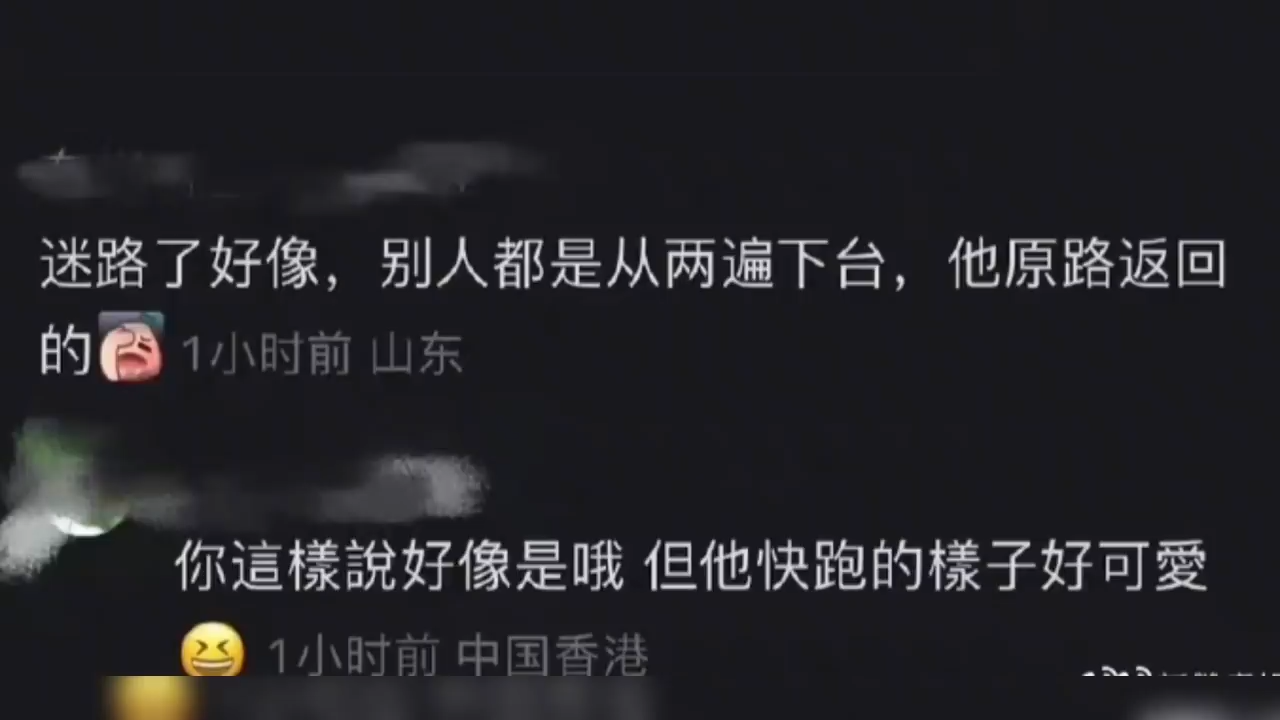 迷路了好像，别人都是从两遍下台，他原路返回
的 1小时前 山东
你這樣說好像是哦 但他快跑的樣子好可愛
😆 1小时前 中国香港